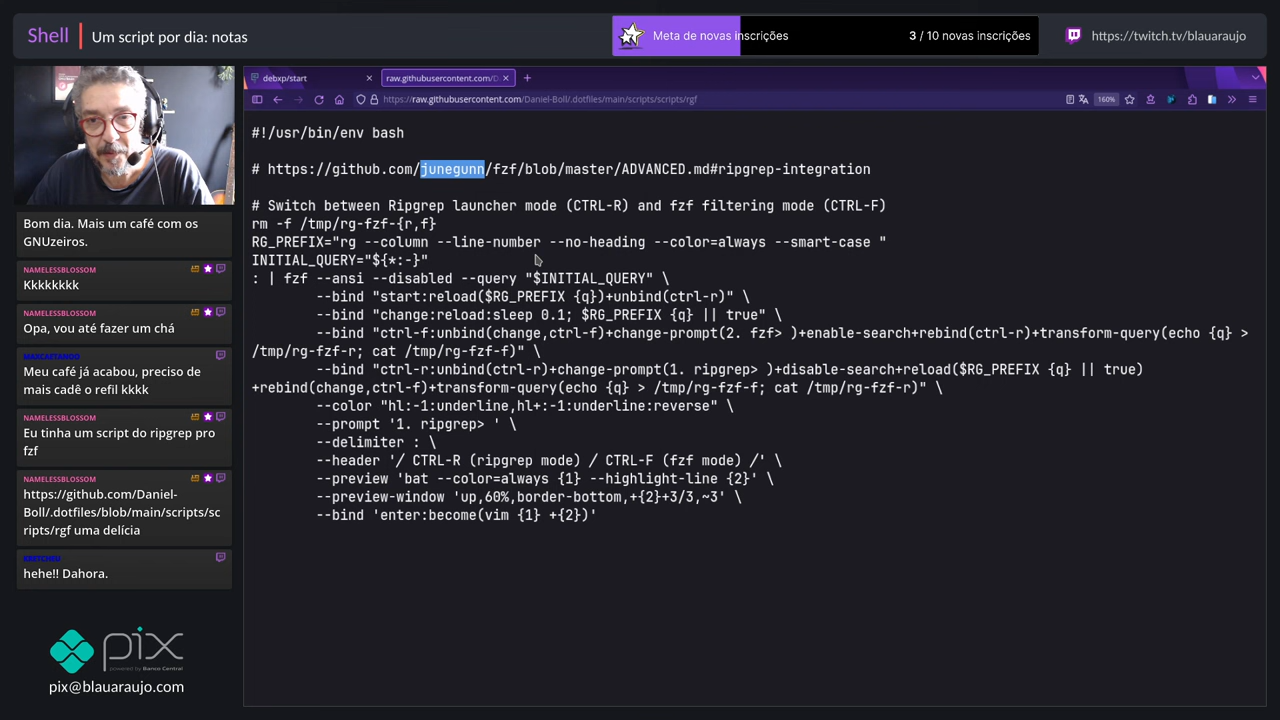 Shell
Um script por dia: notas
Meta de novas inscrições
3 / 10 novas inscrições
https://twitch.tv/blauaraujo
debxp/start
raw.githubusercontent.com/D
https://raw.githubusercontent.com/Daniel-Boll/.dotfiles/main/scripts/scripts/rgf
160%
Bom dia. Mais um café com os
GNUzeiros.
NAMELESSBLOSSOM
Kkkkkkkk
NAMELESSBLOSSOM
Opa, vou até fazer um chá
MAXCAETANOO
Meu café já acabou, preciso de
mais cadê o refil kkkk
NAMELESSBLOSSOM
Eu tinha um script do ripgrep pro
fzf
NAMELESSBLOSSOM
https://github.com/Daniel-
Boll/.dotfiles/blob/main/scripts/sc
ripts/rgf uma delícia
KRETCHEU
hehe!! Dahora.
pix
powered by Banco Central
pix@blauaraujo.com
#!/usr/bin/env bash
# https://github.com/junegunn/fzf/blob/master/ADVANCED.md#ripgrep-integration
# Switch between Ripgrep launcher mode (CTRL-R) and fzf filtering mode (CTRL-F)
rm -f /tmp/rg-fzf-{r,f}
RG_PREFIX="rg --column --line-number --no-heading --color=always --smart-case "
INITIAL_QUERY="${*:-}"
: | fzf --ansi --disabled --query "$INITIAL_QUERY" \
--bind "start:reload($RG_PREFIX {q})+unbind(ctrl-r)" \
--bind "change:reload:sleep 0.1; $RG_PREFIX {q} || true" \
--bind "ctrl-f:unbind(change,ctrl-f)+change-prompt(2. fzf> )+enable-search+rebind(ctrl-r)+transform-query(echo {q} >
/tmp/rg-fzf-r; cat /tmp/rg-fzf-f)" \
--bind "ctrl-r:unbind(ctrl-r)+change-prompt(1. ripgrep> )+disable-search+reload($RG_PREFIX {q} || true)
+rebind(change,ctrl-f)+transform-query(echo {q} > /tmp/rg-fzf-f; cat /tmp/rg-fzf-r)" \
--color "hl:-1:underline,hl+:-1:underline:reverse" \
--prompt '1. ripgrep> ' \
--delimiter : \
--header '/ CTRL-R (ripgrep mode) / CTRL-F (fzf mode) /' \
--preview 'bat --color=always {1} --highlight-line {2}' \
--preview-window 'up,60%,border-bottom,+{2}+3/3,~3' \
--bind 'enter:become(vim {1} +{2})'